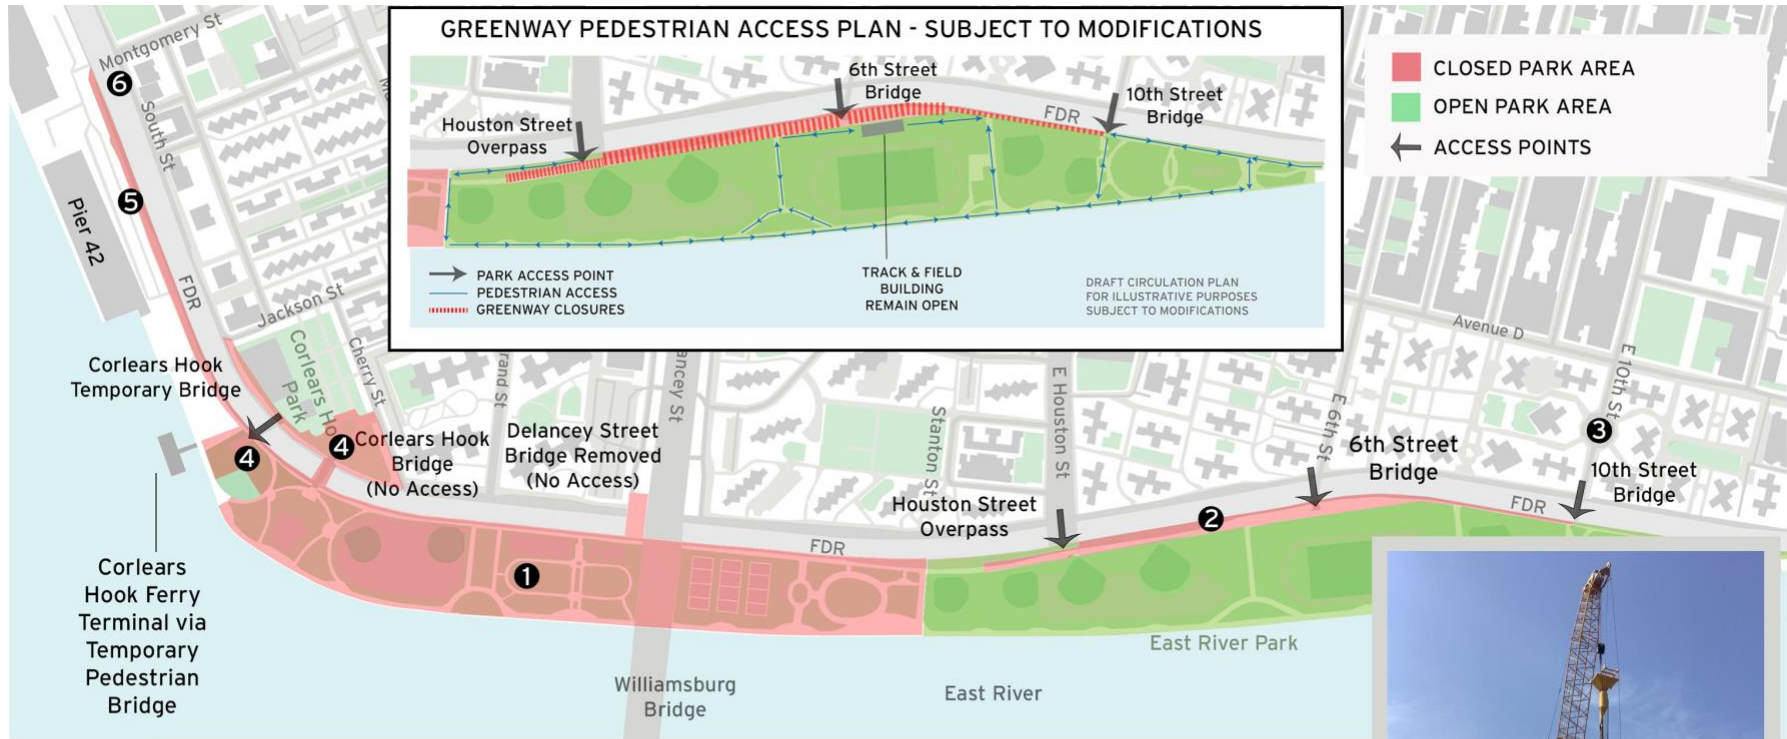 GREENWAY PEDESTRIAN ACCESS PLAN - SUBJECT TO MODIFICATIONS
Houston Street
Overpass
6th Street
Bridge
FDR
10th Street
Bridge
PARK ACCESS POINT
PEDESTRIAN ACCESS
GREENWAY CLOSURES
TRACK & FIELD
BUILDING
REMAIN OPEN
DRAFT CIRCULATION PLAN
FOR ILLUSTRATIVE PURPOSES
SUBJECT TO MODIFICATIONS
CLOSED PARK AREA
OPEN PARK AREA
ACCESS POINTS
Montgomery St
6
South St
5
Pier 42
FDR
Jackson St
Corlears Hook
Temporary Bridge
Corlears Ho
Park
Cherry St
4
4
Corlears Hook
Bridge
(No Access)
Corlears
Hook Ferry
Terminal via
Temporary
Pedestrian
Bridge
rand St
Delancey Street
Bridge Removed
(No Access)
ancey St
1
FDR
Williamsburg
Bridge
East River
Stanton St
Houston Street
Overpass
E Houston St
2
E 6th St
6th Street
Bridge
Avenue D
E 10th St
3
10th Street
Bridge
FDR
East River Park